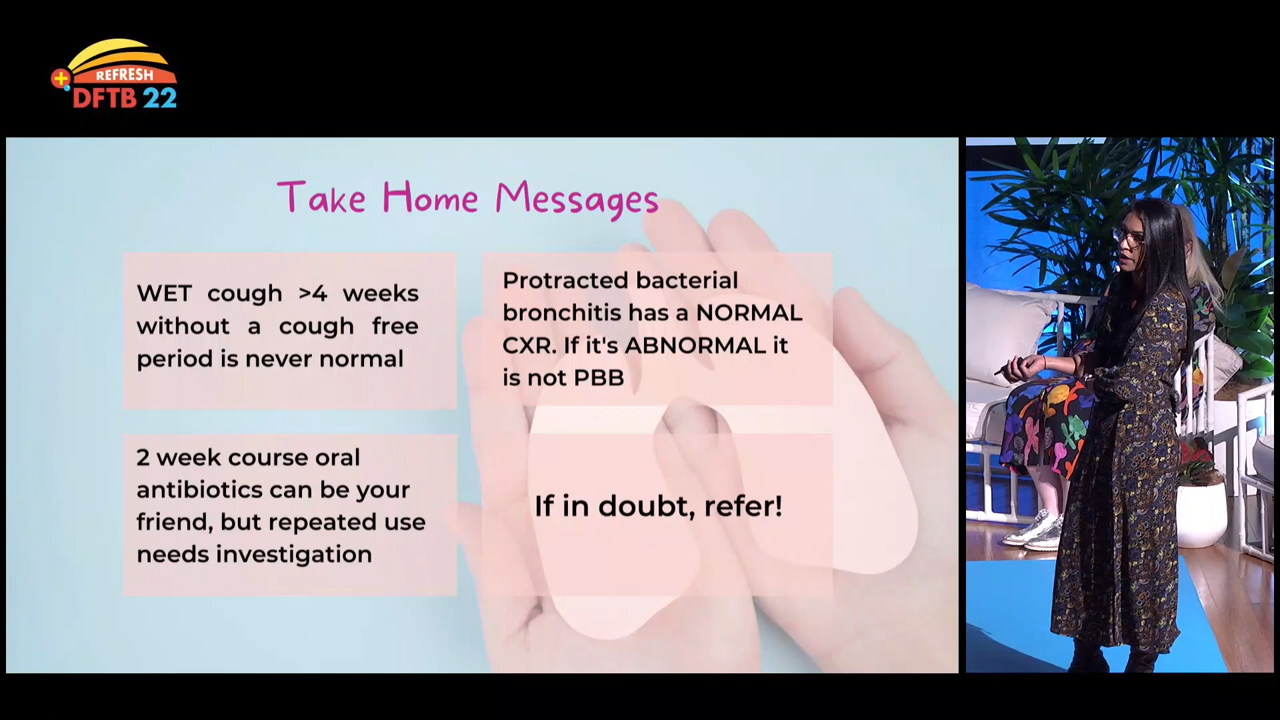 REFRESH
DFTB 22
Take Home Messages
WET cough >4 weeks
without a cough free
period is never normal
Protracted bacterial
bronchitis has a NORMAL
CXR. If it's ABNORMAL it
is not PBB
2 week course oral
antibiotics can be your
friend, but repeated use
needs investigation
If in doubt, refer!